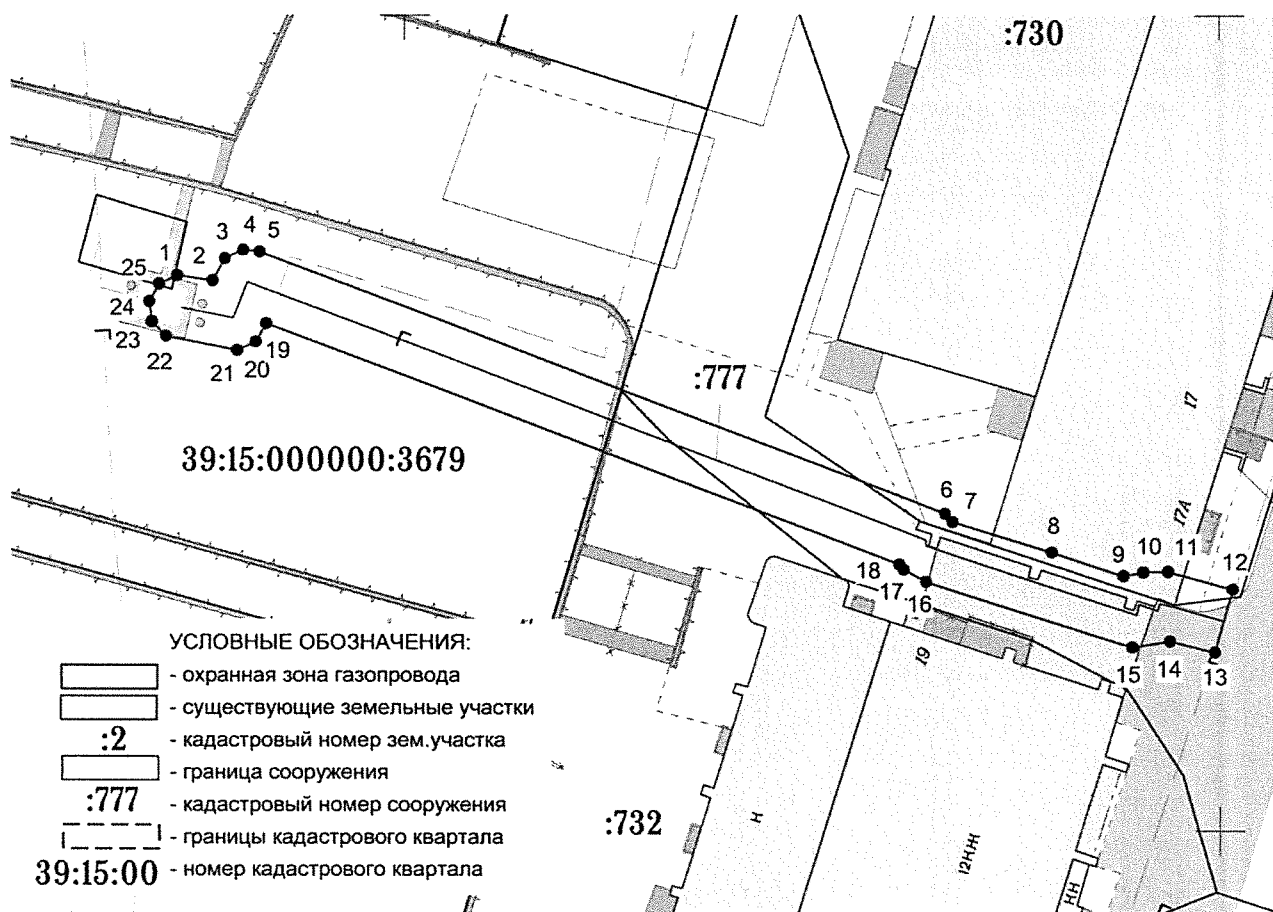 :730
1
2
3
4
5
25
24
23
22
21
20
19
Г
:777
17
39:15:000000:3679
17А
6
7
8
9
10
11
12
18
17
16
15
14
13
19
УСЛОВНЫЕ ОБОЗНАЧЕНИЯ:
- охранная зона газопровода
- существующие земельные участки
:2 - кадастровый номер зем.участка
- граница сооружения
:777 - кадастровый номер сооружения
- границы кадастрового квартала
39:15:00 - номер кадастрового квартала
:732
Н
12НЖ
НН